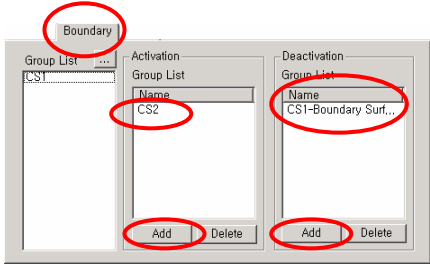 Boundary
Group List ...
CS1
Activation
Group List
Name
CS2
Add Delete
Deactivation
Group List
Name
CS1-Boundary Surf,,,
Add Delete